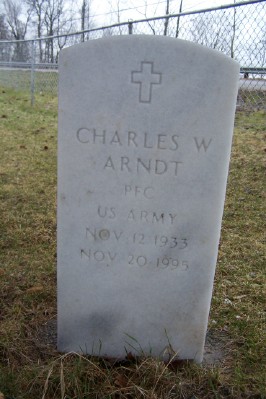 CHARLES W
ARNDT
PFC
US ARMY
NOV 12 1933
NOV 20 1995